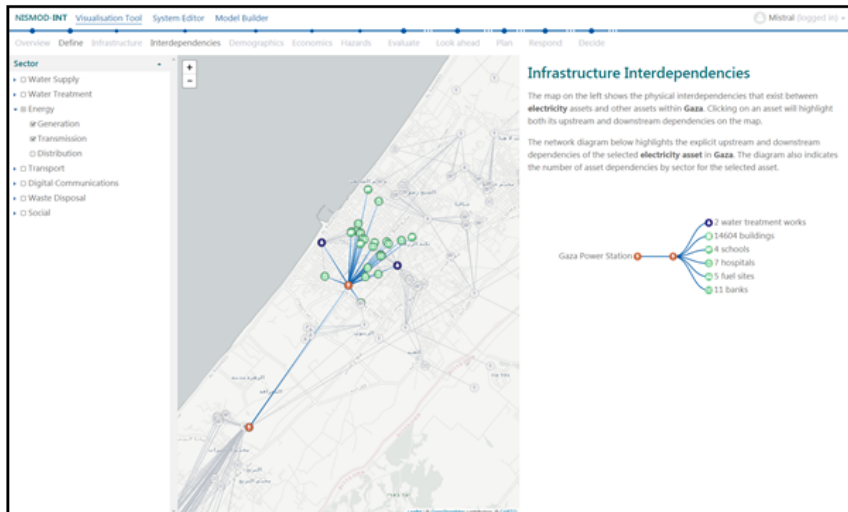 NISMOD-INT Visualisation Tool System Editor Model Builder
Mistral (logged in)
Overview Define Infrastructure Interdependencies Demographics Economics Hazards Evaluate Look ahead Plan Respond Decide
Sector
Water Supply
Water Treatment
Energy
Generation
Transmission
Distribution
Transport
Digital Communications
Waste Disposal
Social
+
−
Infrastructure Interdependencies
The map on the left shows the physical interdependencies that exist between
electricity assets and other assets within Gaza. Clicking on an asset will highlight
both its upstream and downstream dependencies on the map.
The network diagram below highlights the explicit upstream and downstream
dependencies of the selected electricity asset in Gaza. The diagram also indicates
the number of asset dependencies by sector for the selected asset.
Gaza Power Station
2 water treatment works
14604 buildings
4 schools
7 hospitals
5 fuel sites
11 banks